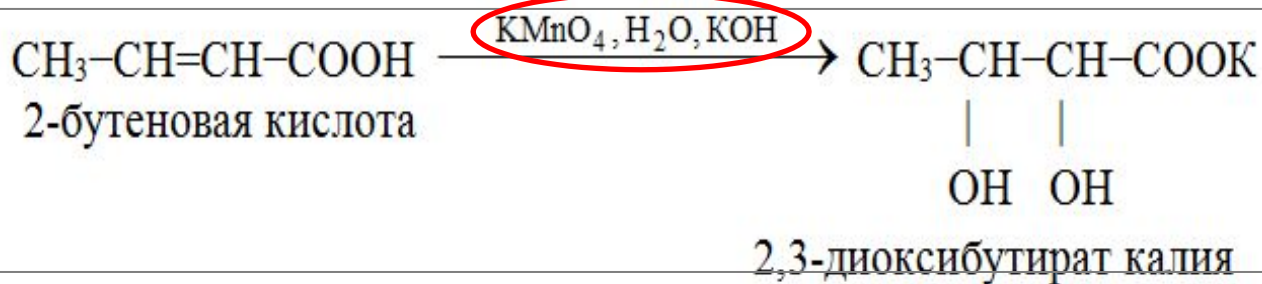 KMnO₄, H₂O, KOH
CH₃−CH=CH−COOH → CH₃−CH−CH−COOK
2-бутеновая кислота
| |
OH OH
2,3-диоксибутират калия